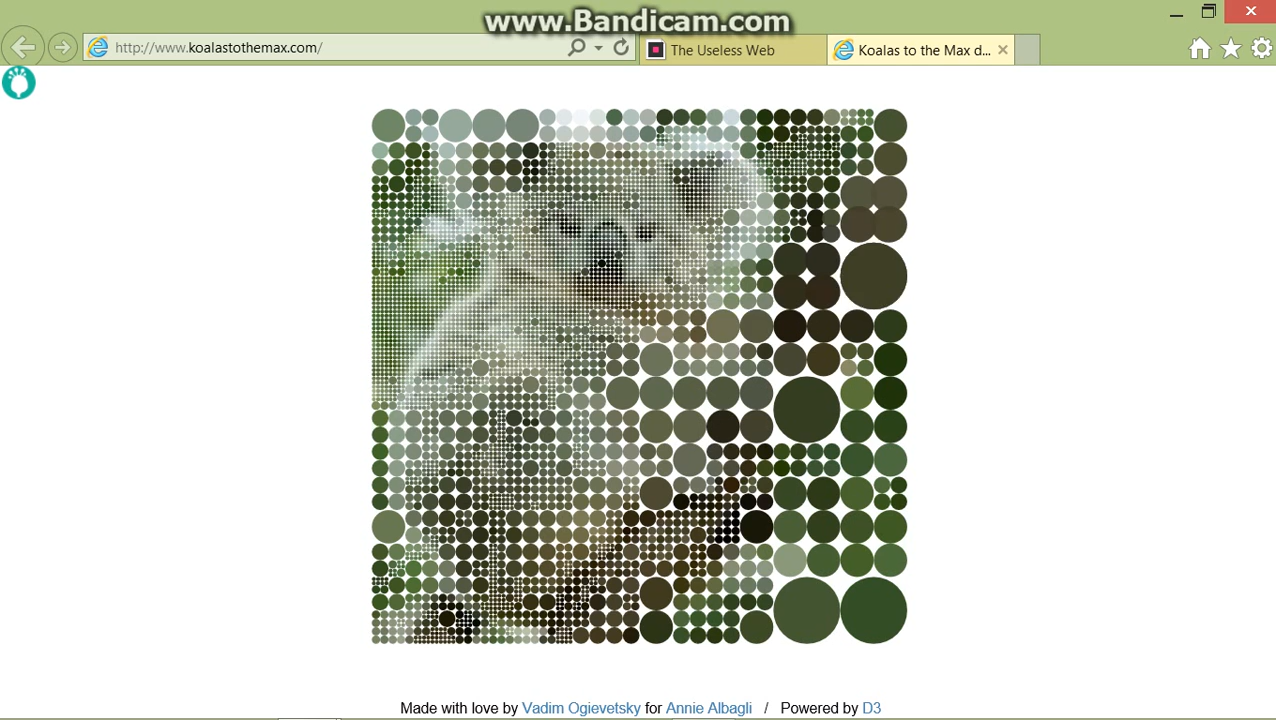 www.Bandicam.com
http://www.koalastothemax.com/
The Useless Web
Koalas to the Max d...
Made with love by Vadim Ogievetsky for Annie Albagli / Powered by D3